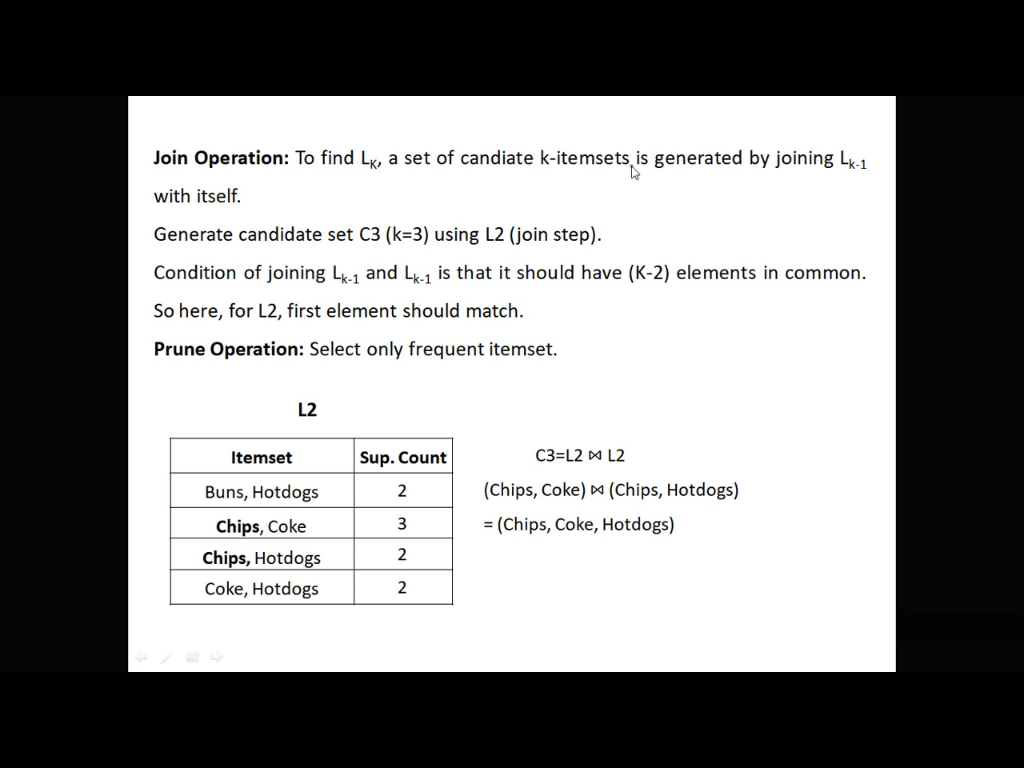 Join Operation: To find LK, a set of candiate k-itemsets is generated by joining Lk-1
with itself.
Generate candidate set C3 (k=3) using L2 (join step).
Condition of joining Lk-1 and Lk-1 is that it should have (K-2) elements in common.
So here, for L2, first element should match.
Prune Operation: Select only frequent itemset.
L2
Itemset Sup. Count
Buns, Hotdogs 2
Chips, Coke 3
Chips, Hotdogs 2
Coke, Hotdogs 2
C3=L2 ⋈ L2
(Chips, Coke) ⋈ (Chips, Hotdogs)
= (Chips, Coke, Hotdogs)